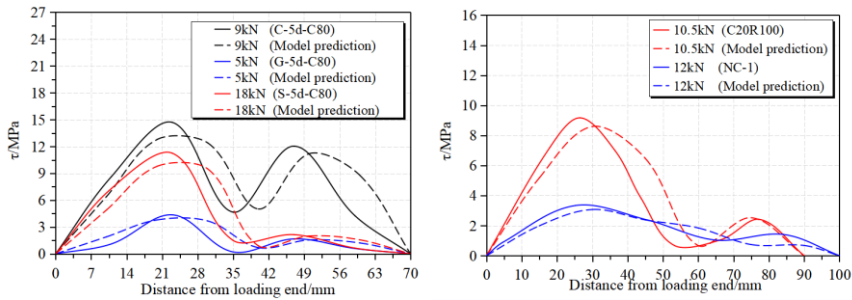 27
24
21
18
15
12
9
6
3
0
τ/MPa
9kN (C-5d-C80)
9kN (Model prediction)
5kN (G-5d-C80)
5kN (Model prediction)
18kN (S-5d-C80)
18kN (Model prediction)
0 7 14 21 28 35 42 49 56 63 70
Distance from loading end/mm
16
14
12
10
8
6
4
2
0
τ/MPa
10.5kN (C20R100)
10.5kN (Model prediction)
12kN (NC-1)
12kN (Model prediction)
0 10 20 30 40 50 60 70 80 90 100
Distance from loading end/mm